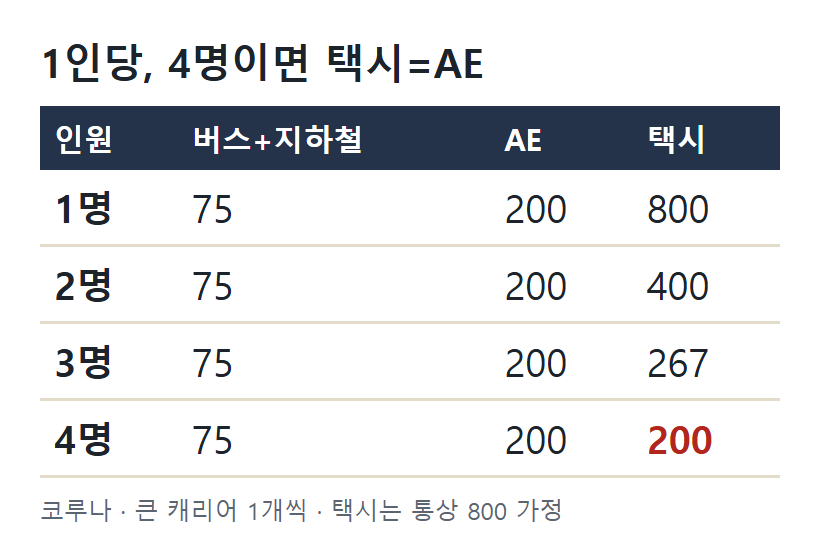 1인당, 4명이면 택시=AE
인원 버스+지하철 AE 택시
1명 75 200 800
2명 75 200 400
3명 75 200 267
4명 75 200 200
코루나 · 큰 캐리어 1개씩 · 택시는 통상 800 가정